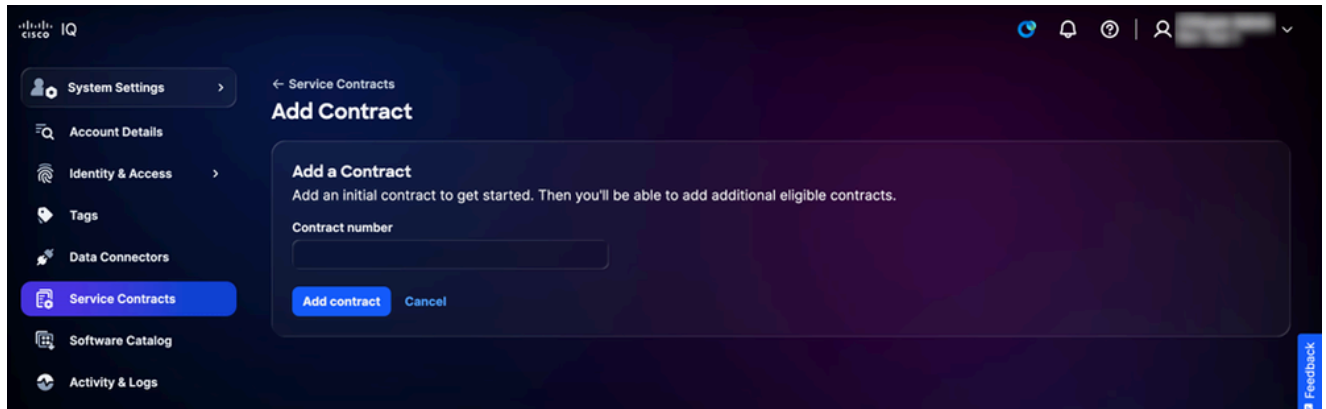 cisco IQ
System Settings
← Service Contracts
Add Contract
Account Details
Identity & Access
Tags
Data Connectors
Service Contracts
Software Catalog
Activity & Logs
Add a Contract
Add an initial contract to get started. Then you'll be able to add additional eligible contracts.
Contract number
Add contract Cancel
Feedback